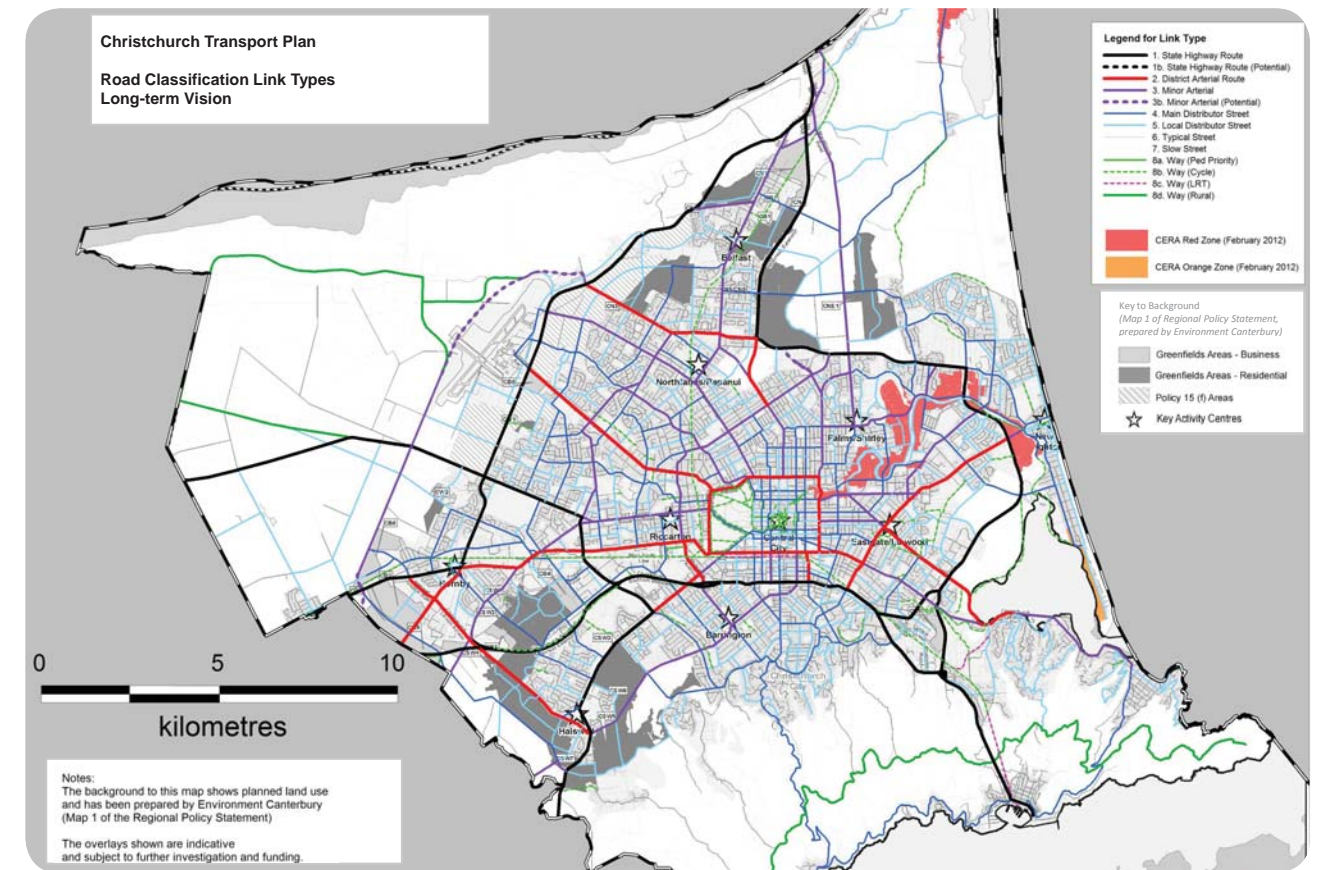 Christchurch Transport Plan
Road Classification Link Types
Long-term Vision
Legend for Link Type
1. State Highway Route
1b. State Highway Route (Potential)
2. District Arterial Route
3. Minor Arterial
3b. Minor Arterial (Potential)
4. Main Distributor Street
5. Local Distributor Street
6. Typical Street
7. Slow Street
8a. Way (Ped Priority)
8b. Way (Cycle)
8c. Way (LRT)
8d. Way (Rural)
CERA Red Zone (February 2012)
CERA Orange Zone (February 2012)
Key to Background
(Map 1 of Regional Policy Statement,
prepared by Environment Canterbury)
Greenfields Areas - Business
Greenfields Areas - Residential
Policy 15 (f) Areas
Key Activity Centres
Belfast
Riccarton
Central
City
Barrington
Christchurch
0 5 10
kilometres
Notes:
The background to this map shows planned land use
and has been prepared by Environment Canterbury
(Map 1 of the Regional Policy Statement)
The overlays shown are indicative
and subject to further investigation and funding.